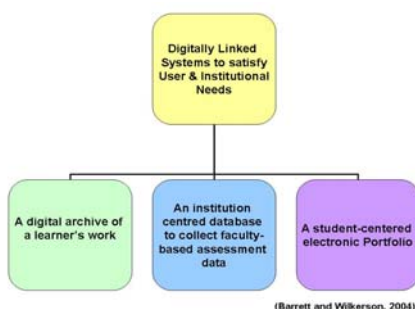 Digitally Linked
Systems to satisfy
User & Institutional
Needs
A digital archive of
a learner's work
An institution
centred database
to collect faculty-
based assessment
data
A student-centered
electronic Portfolio
(Barrett and Wilkerson, 2004)